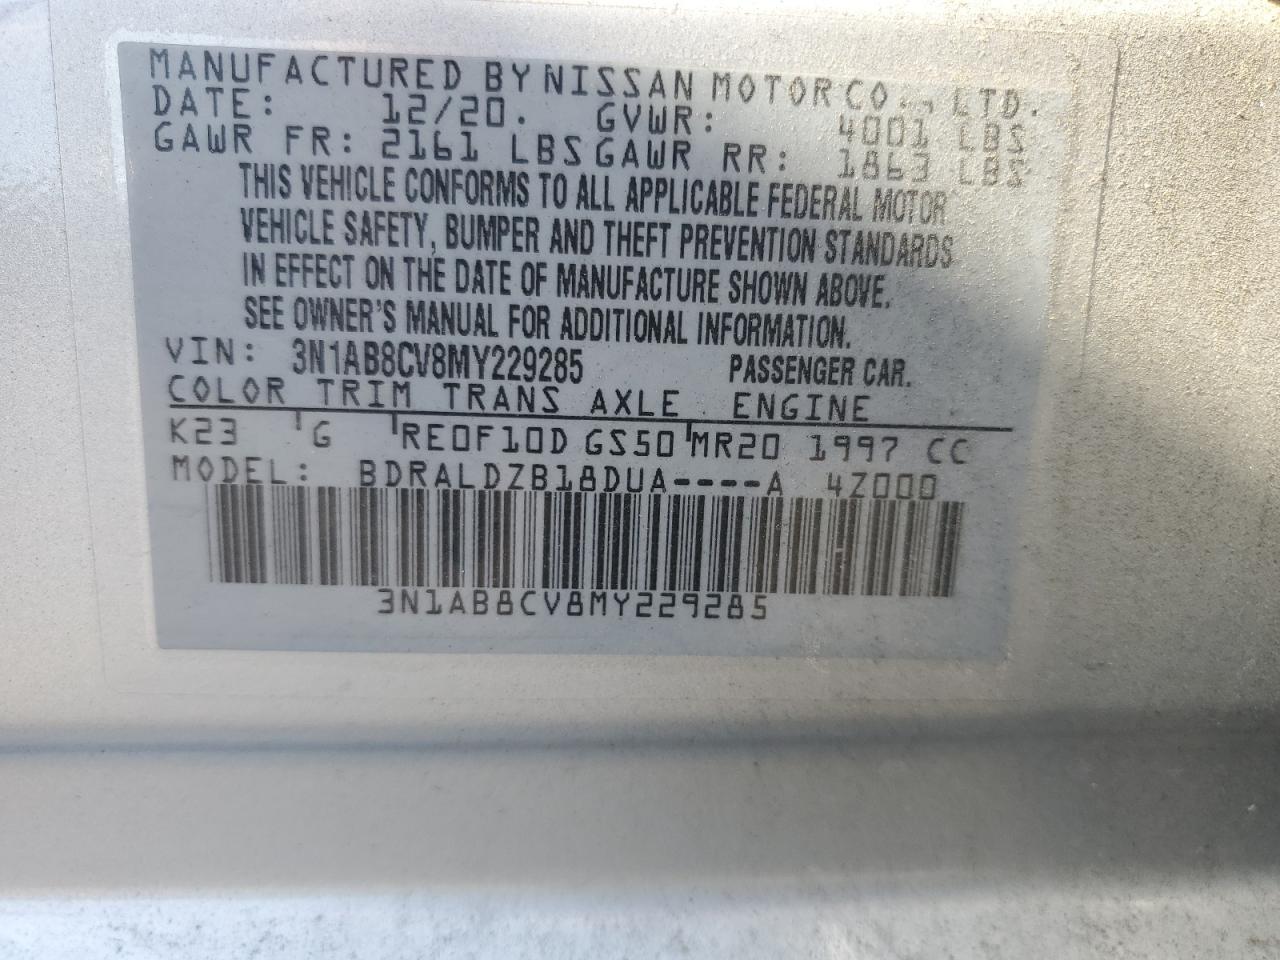 MANUFACTURED BY NISSAN MOTOR CO., LTD.
DATE: 12/20. GVWR: 4001 LBS
GAWR FR: 2161 LBS GAWR RR: 1863 LBS
THIS VEHICLE CONFORMS TO ALL APPLICABLE FEDERAL MOTOR
VEHICLE SAFETY, BUMPER AND THEFT PREVENTION STANDARDS
IN EFFECT ON THE DATE OF MANUFACTURE SHOWN ABOVE.
SEE OWNER'S MANUAL FOR ADDITIONAL INFORMATION.
VIN: 3N1AB8CV8MY229285 PASSENGER CAR.
COLOR TRIM TRANS AXLE ENGINE
K23 G RE0F10D GS50 MR20 1997 CC
MODEL: BDRALDZB18DUA----A 4Z000
3N1AB8CV8MY229285